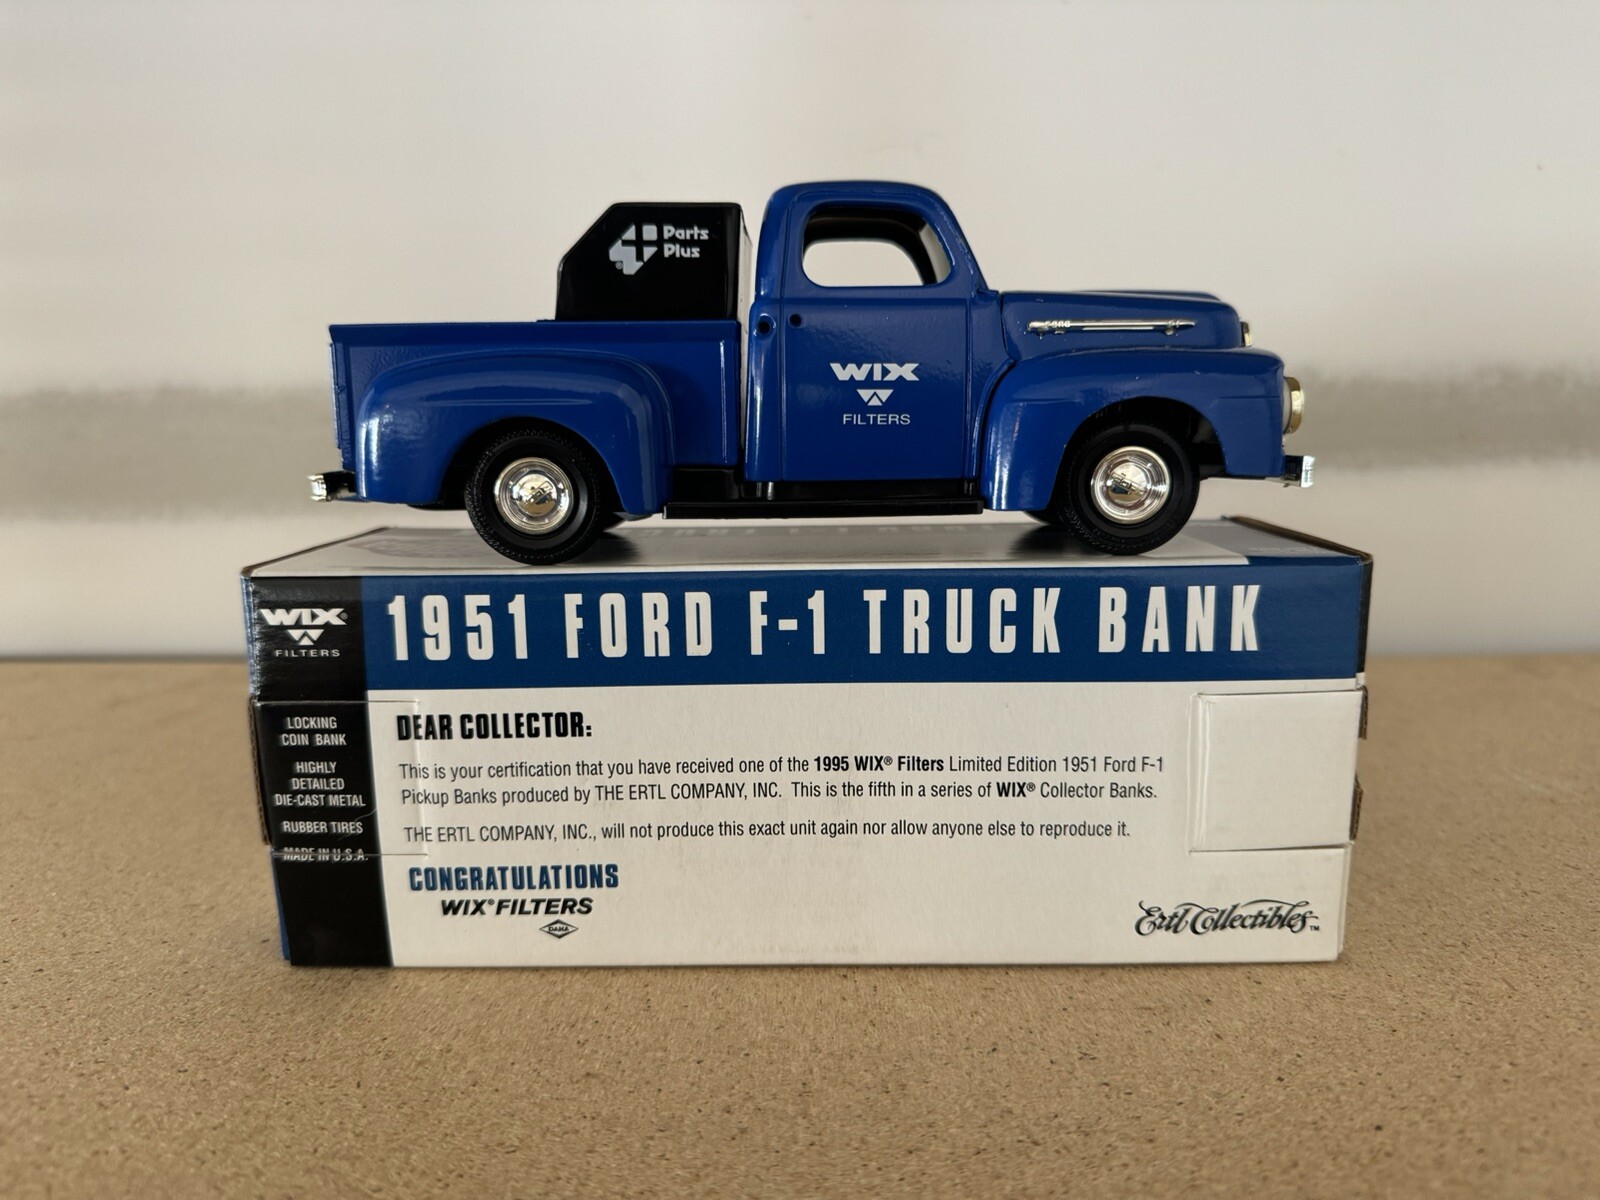 Parts
Plus
WIX
FILTERS
1951 FORD F-1 TRUCK BANK
WIX®
FILTERS
LOCKING
COIN BANK
HIGHLY
DETAILED
DIE-CAST METAL
RUBBER TIRES
MADE IN U.S.A.
DEAR COLLECTOR:
This is your certification that you have received one of the 1995 WIX® Filters Limited Edition 1951 Ford F-1
Pickup Banks produced by THE ERTL COMPANY, INC. This is the fifth in a series of WIX® Collector Banks.
THE ERTL COMPANY, INC., will not produce this exact unit again nor allow anyone else to reproduce it.
CONGRATULATIONS
WIX® FILTERS
DANA
Ertl Collectibles™